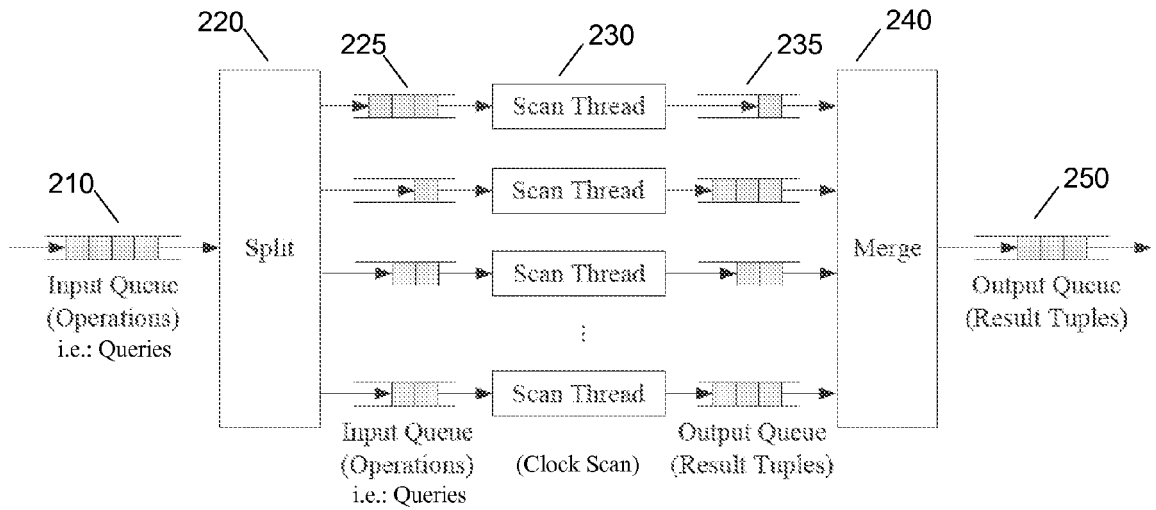 220
225
230
235
240
Scan Thread
210
Scan Thread
250
Split
Merge
Input Queue
(Operations)
i.e.: Queries
Scan Thread
Output Queue
(Result Tuples)
Scan Thread
Input Queue
(Operations)
i.e.: Queries
(Clock Scan)
Output Queue
(Result Tuples)